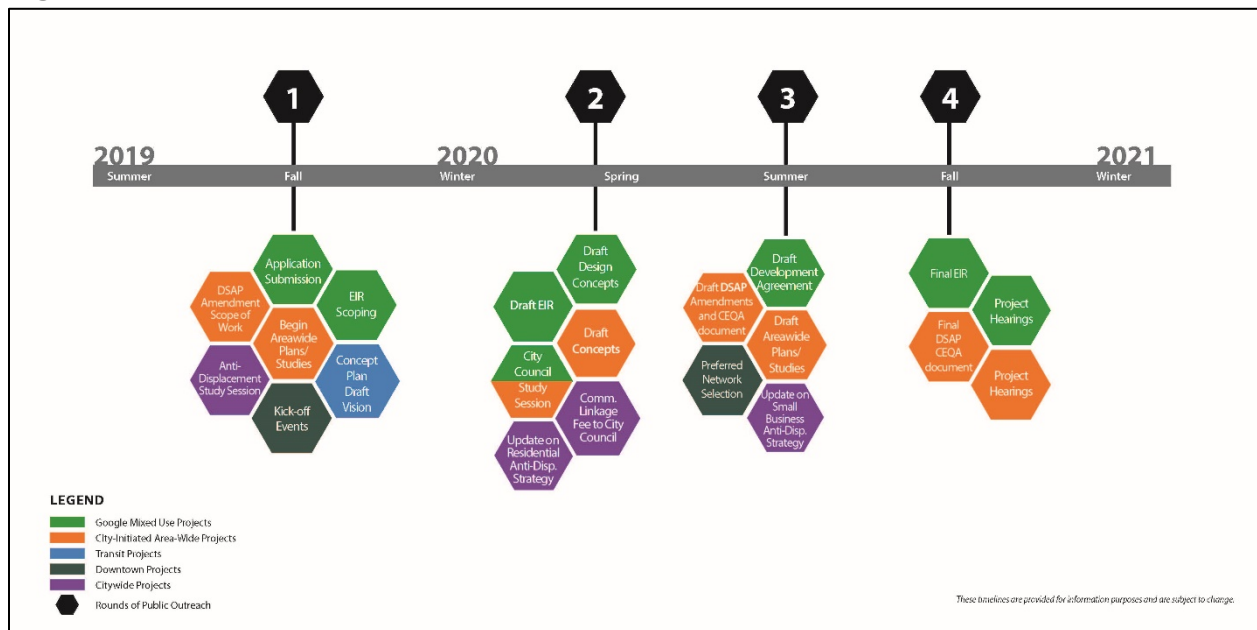 1
2
3
4
2019
2020
2021
Summer
Fall
Winter
Spring
Summer
Fall
Winter
Application
Submission
DSAP
Amendment
Scope of
Work
EIR
Scoping
Begin
Areawide
Plans/
Studies
Anti-
Displacement
Study Session
Concept
Plan
Draft
Vision
Kick-off
Events
Draft
Design
Concepts
Draft EIR
Draft
Concepts
City
Council
Study
Session
Comm.
Linkage
Fee to City
Council
Update on
Residential
Anti-Disp.
Strategy
Draft
Development
Agreement
Draft DSAP
Amendments
and CEQA
document
Draft
Areawide
Plans/
Studies
Preferred
Network
Selection
Update on
Small
Business
Anti-Disp.
Strategy
Final EIR
Project
Hearings
Final
DSAP
CEQA
document
Project
Hearings
LEGEND
Google Mixed Use Projects
City-Initiated Area-Wide Projects
Transit Projects
Downtown Projects
Citywide Projects
Rounds of Public Outreach
These timelines are provided for information purposes and are subject to change.